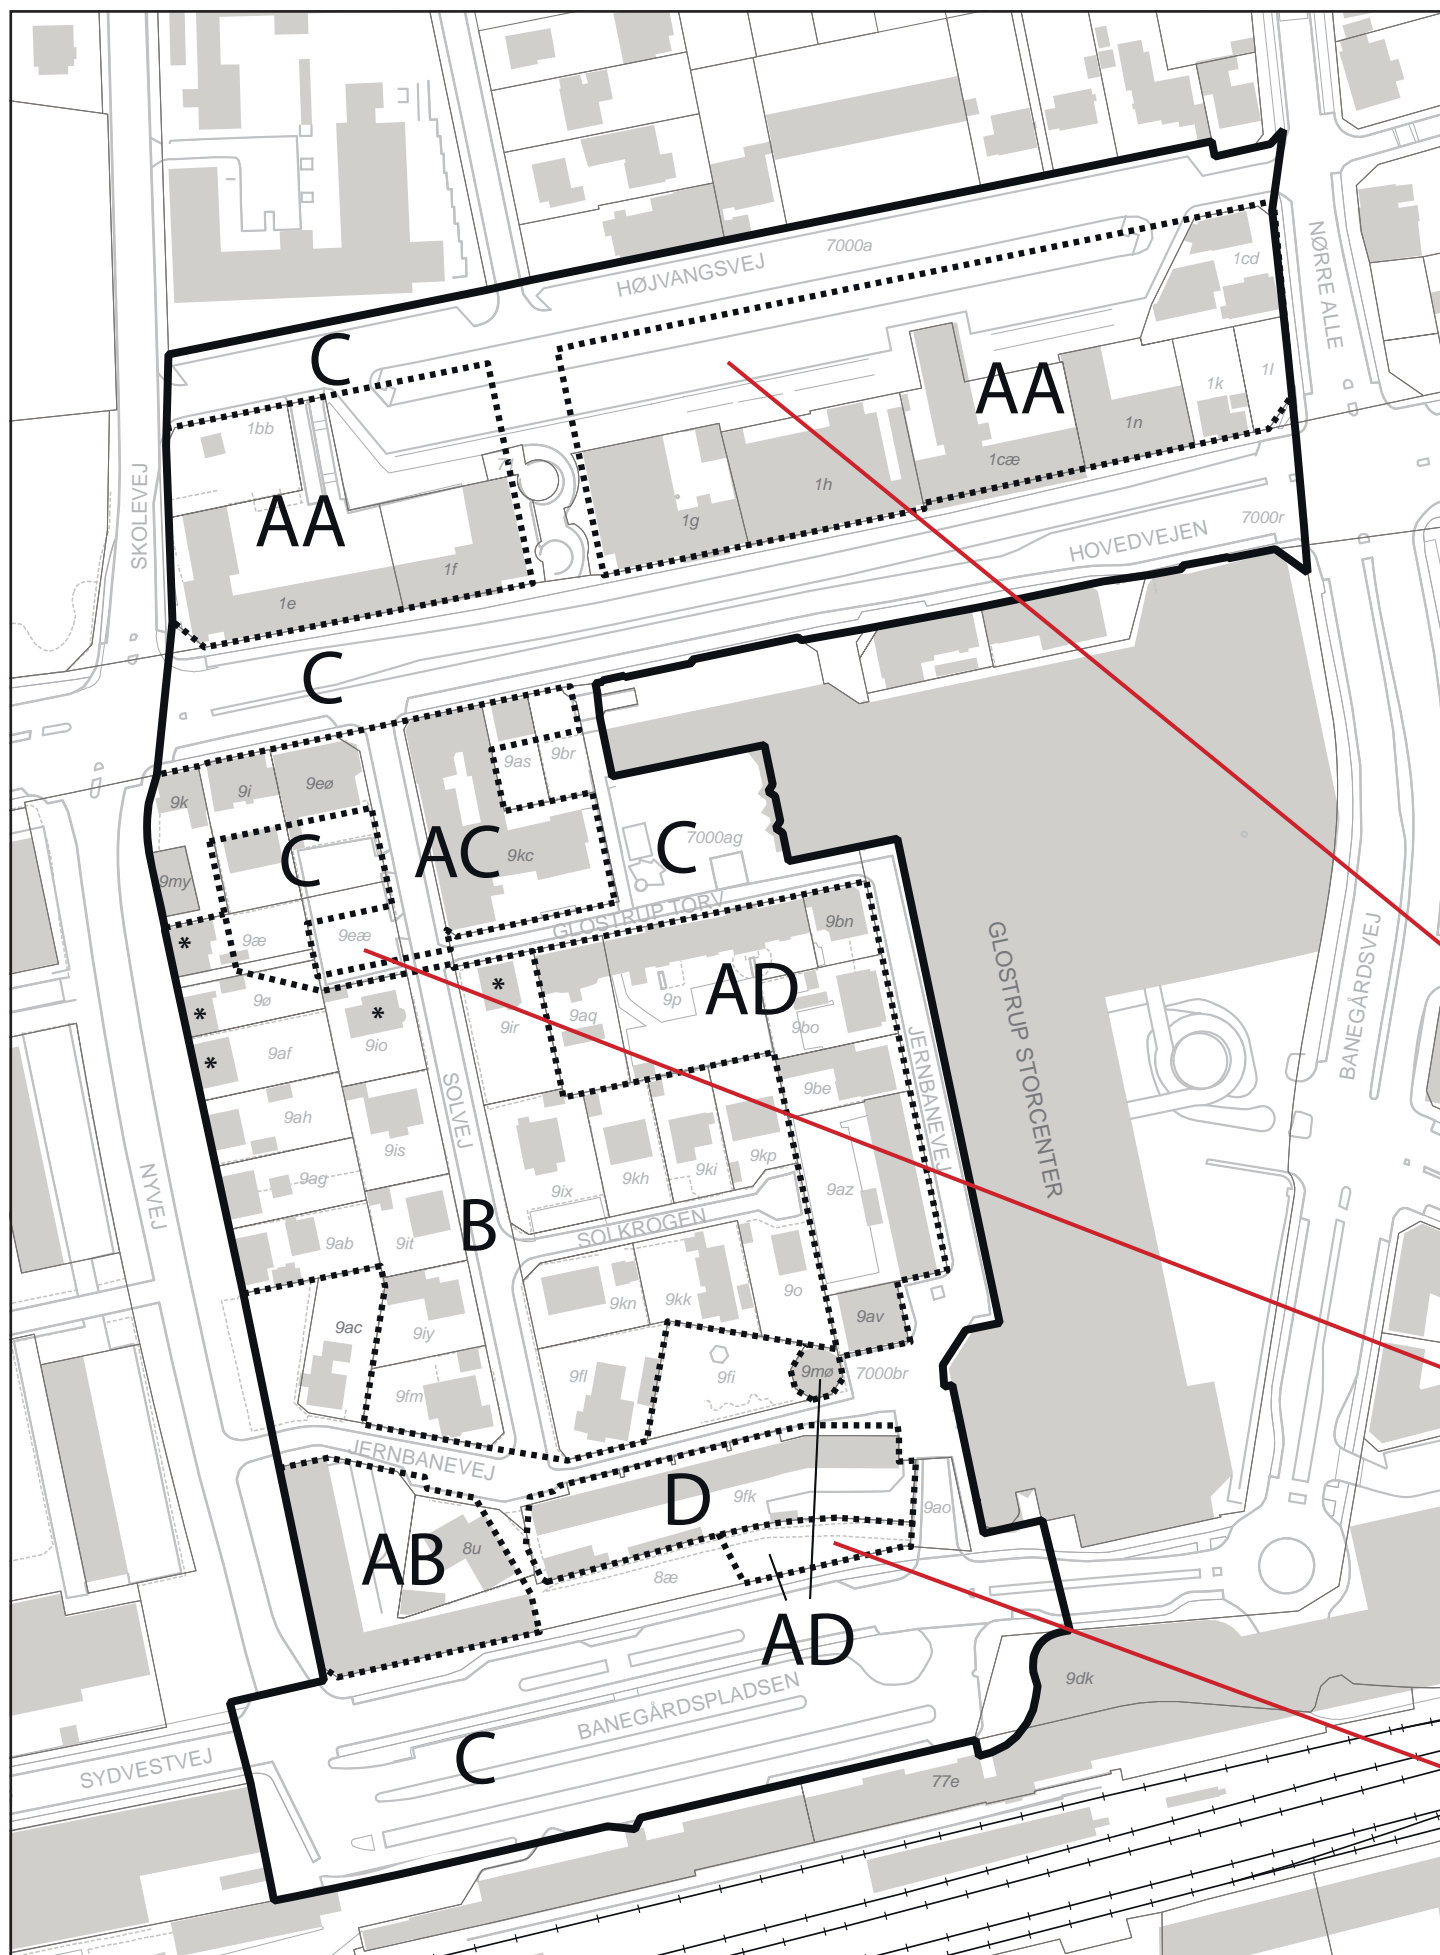 7000a
HØJVANGSVEJ
1cd
NØRRE ALLE
C
AA
1bb
1k
1l
1n
SKOLEVEJ
1cæ
AA
1h
1g
7000r
HOVEDVEJEN
1f
1e
C
9as
9br
9k
9i
9eø
C
AC
9kc
7000ag
C
9my
GLOSTRUP TORV
9bn
*
9æ
9eæ
GLOSTRUP STORCENTER
BANEGÅRDSVEJ
*
9ø
*
*
9io
9ir
9aq
9p
AD
9bo
JERNBANEVEJ
*
9af
SOLVEJ
9be
9ah
9is
9ix
9kh
9ki
9kp
9ag
9az
NYVEJ
B
SOLKROGEN
9ab
9it
9kn
9kk
9o
9ac
9iy
9av
9fm
9fl
9fi
9mø
7000br
JERNBANEVEJ
D
9fk
9ao
AB
8u
8æ
AD
9dk
BANEGÅRDSPLADSEN
C
SYDVESTVEJ
77e